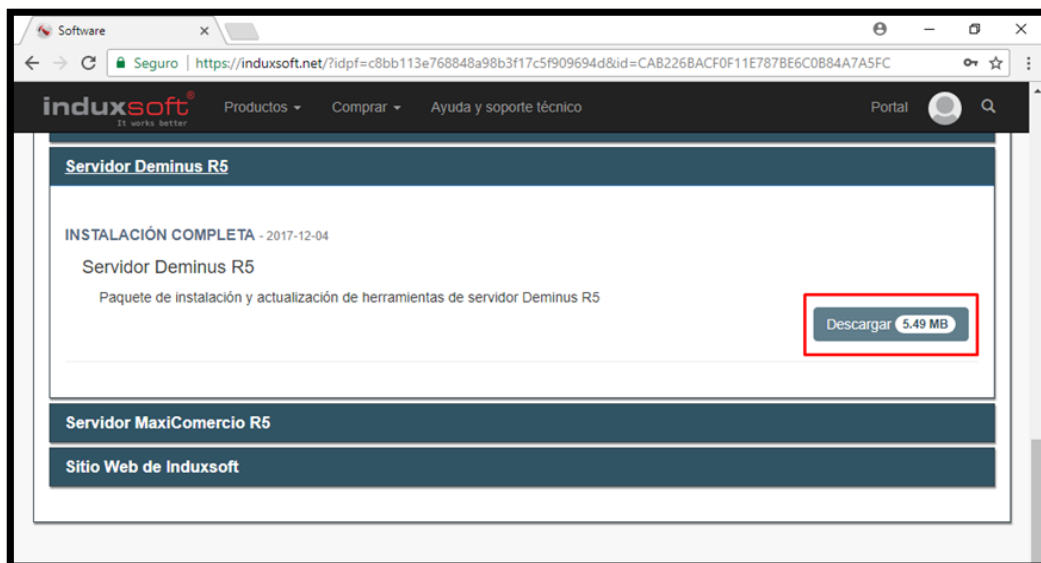 Software
Seguro | https://induxsoft.net/?idpf=c8bb113e768848a98b3f17c5f909694d&id=CAB226BACF0F11E787BE6C0B84A7A5FC
induxsoft®
It works better
Productos
Comprar
Ayuda y soporte técnico
Portal
Servidor Deminus R5
INSTALACIÓN COMPLETA - 2017-12-04
Servidor Deminus R5
Paquete de instalación y actualización de herramientas de servidor Deminus R5
Descargar 5.49 MB
Servidor MaxiComercio R5
Sitio Web de Induxsoft